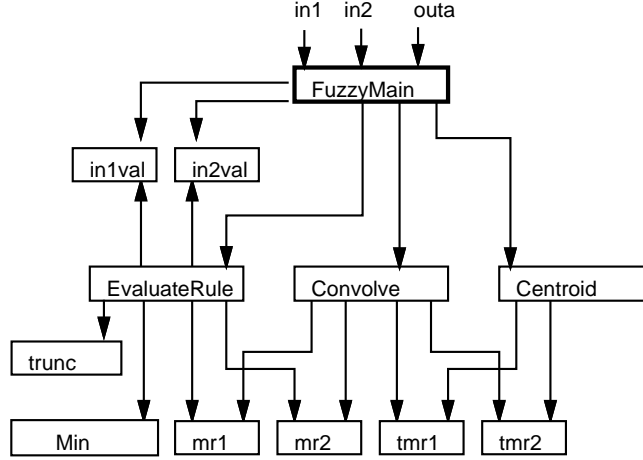 in1 in2 outa
FuzzyMain
in1val in2val
EvaluateRule Convolve Centroid
trunc
Min mr1 mr2 tmr1 tmr2